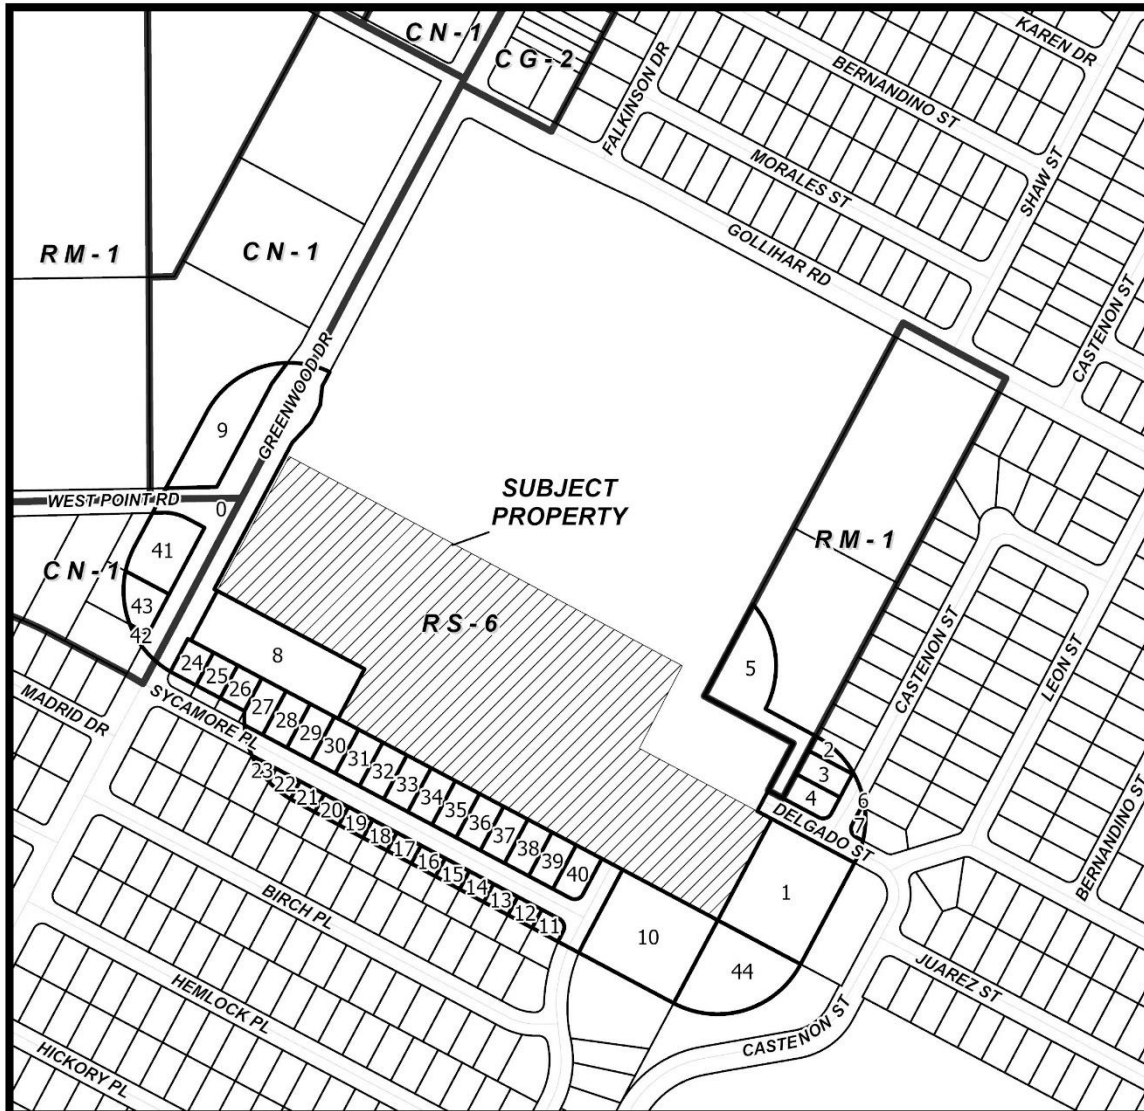 CN-1
CG-2
KAREN DR
BERNANDINO ST
FALKINSON DR
MORALES ST
SHAW ST
GOLLIHAR RD
RM-1
CN-1
CASTENON ST
GREENWOOD DR
9
SUBJECT
PROPERTY
WEST POINT RD
0
RM-1
41
CN-1
43
42
RS-6
CASTENON ST
LEON ST
8
5
24
25
26
27
28
29
30
31
32
33
34
35
36
37
38
39
40
MADRID DR
SYCAMORE PL
2
3
4
6
7
DELGADO ST
BERNANDINO ST
23
22
21
20
19
18
17
16
15
14
13
12
11
BIRCH PL
1
10
44
HEMLOCK PL
JUAREZ ST
CASTENON ST
HICKORY PL